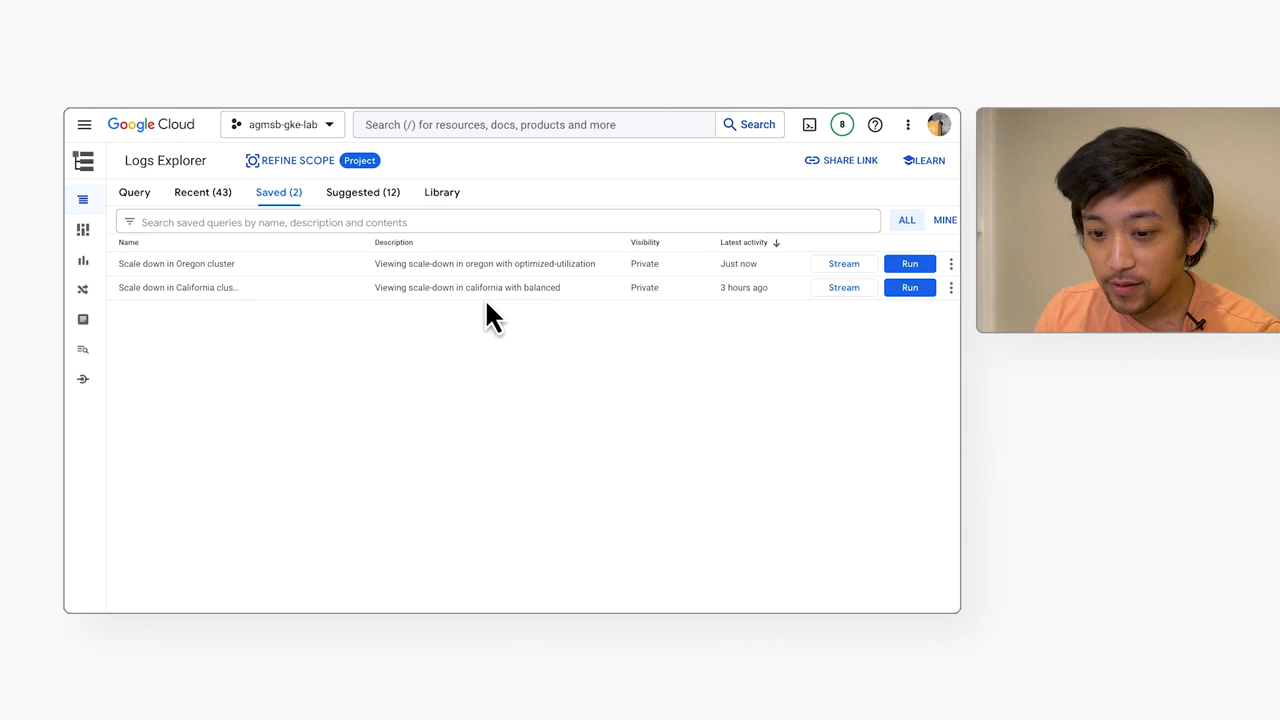 Google Cloud agmsb-gke-lab Search (/) for resources, docs, products and more Search 8
Logs Explorer REFINE SCOPE Project SHARE LINK LEARN
Query Recent (43) Saved (2) Suggested (12) Library
Search saved queries by name, description and contents ALL MINE
Name Description Visibility Latest activity
Scale down in Oregon cluster Viewing scale-down in oregon with optimized-utilization Private Just now Stream Run
Scale down in California clus... Viewing scale-down in california with balanced Private 3 hours ago Stream Run